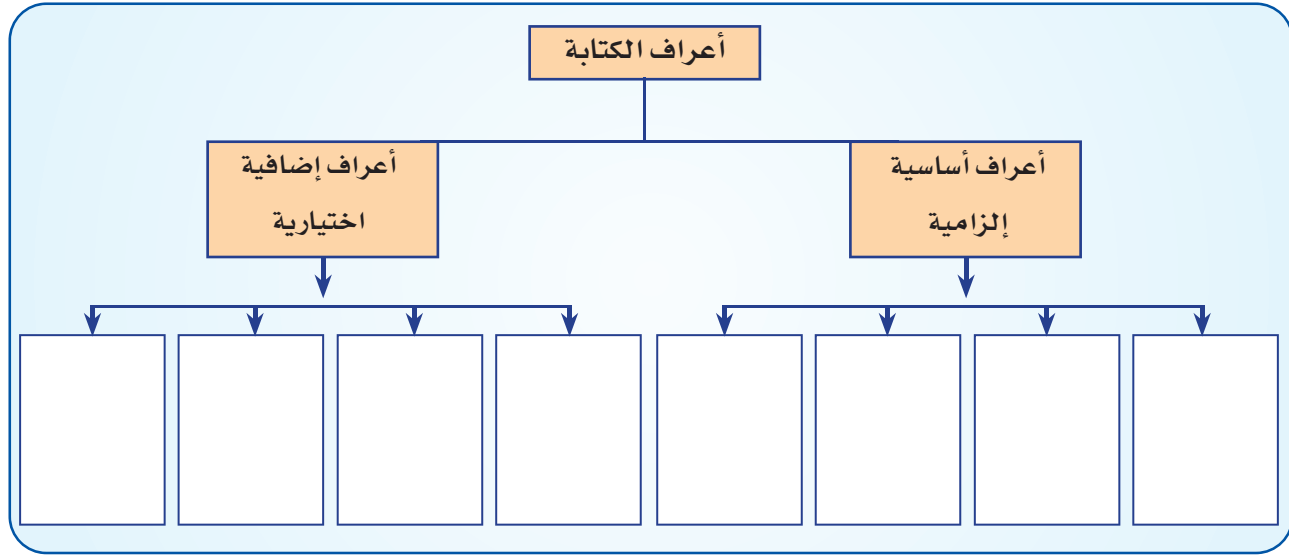 أعراف الكتابة
أعراف أساسية
إلزامية
أعراف إضافية
اختيارية